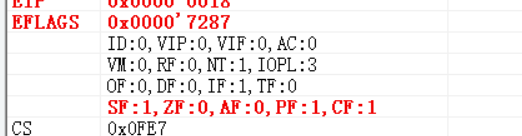 EIP 0x0000'0018
EFLAGS 0x0000'7287
ID:0,VIP:0,VIF:0,AC:0
VM:0,RF:0,NT:1,IOPL:3
OF:0,DF:0,IF:1,TF:0
SF:1,ZF:0,AF:0,PF:1,CF:1
CS 0x0FE7